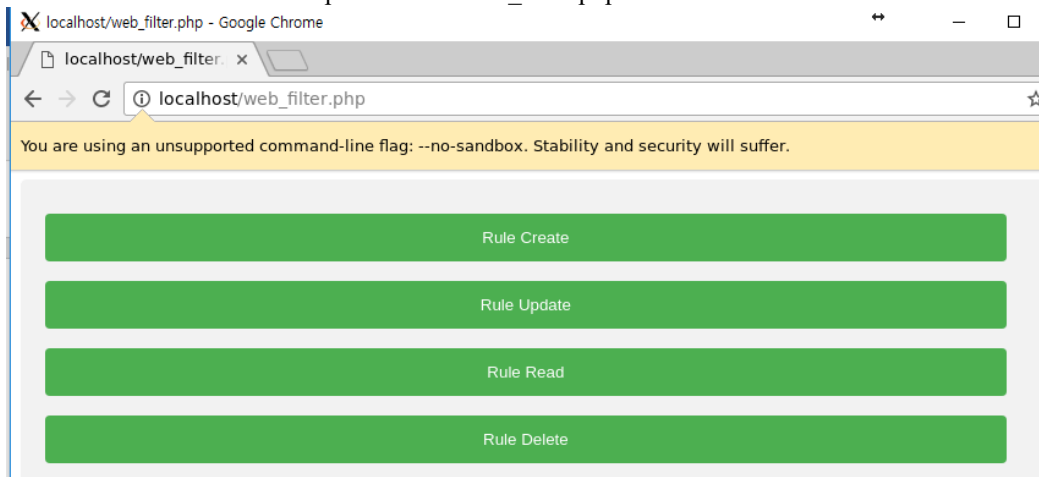 localhost/web_filter.php - Google Chrome
localhost/web_filter.
localhost/web_filter.php
You are using an unsupported command-line flag: --no-sandbox. Stability and security will suffer.
Rule Create
Rule Update
Rule Read
Rule Delete